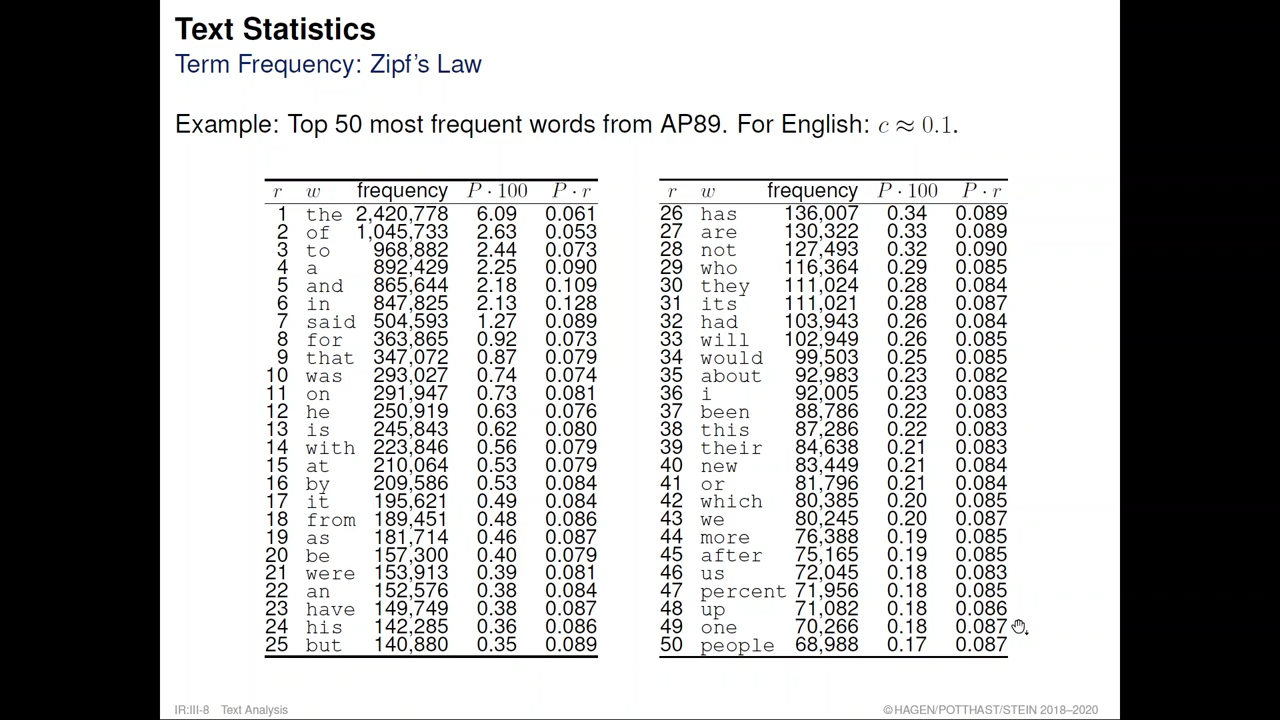 Text Statistics
Term Frequency: Zipf's Law
Example: Top 50 most frequent words from AP89. For English: c ≈ 0.1.
r w frequency P · 100 P · r
1 the 2,420,778 6.09 0.061
2 of 1,045,733 2.63 0.053
3 to 968,882 2.44 0.073
4 a 892,429 2.25 0.090
5 and 865,644 2.18 0.109
6 in 847,825 2.13 0.128
7 said 504,593 1.27 0.089
8 for 363,865 0.92 0.073
9 that 347,072 0.87 0.079
10 was 293,027 0.74 0.074
11 on 291,947 0.73 0.081
12 he 250,919 0.63 0.076
13 is 245,843 0.62 0.080
14 with 223,846 0.56 0.079
15 at 210,064 0.53 0.079
16 by 209,586 0.53 0.084
17 it 195,621 0.49 0.084
18 from 189,451 0.48 0.086
19 as 181,714 0.46 0.087
20 be 157,300 0.40 0.079
21 were 153,913 0.39 0.081
22 an 152,576 0.38 0.084
23 have 149,749 0.38 0.087
24 his 142,285 0.36 0.086
25 but 140,880 0.35 0.089
r w frequency P · 100 P · r
26 has 136,007 0.34 0.089
27 are 130,322 0.33 0.089
28 not 127,493 0.32 0.090
29 who 116,364 0.29 0.085
30 they 111,024 0.28 0.084
31 its 111,021 0.28 0.087
32 had 103,943 0.26 0.084
33 will 102,949 0.26 0.085
34 would 99,503 0.25 0.085
35 about 92,983 0.23 0.082
36 i 92,005 0.23 0.083
37 been 88,786 0.22 0.083
38 this 87,286 0.22 0.083
39 their 84,638 0.21 0.083
40 new 83,449 0.21 0.084
41 or 81,796 0.21 0.084
42 which 80,385 0.20 0.085
43 we 80,245 0.20 0.087
44 more 76,388 0.19 0.085
45 after 75,165 0.19 0.085
46 us 72,045 0.18 0.083
47 percent 71,956 0.18 0.085
48 up 71,082 0.18 0.086
49 one 70,266 0.18 0.087
50 people 68,988 0.17 0.087
IR:III-8 Text Analysis
©HAGEN/POTTHAST/STEIN 2018–2020